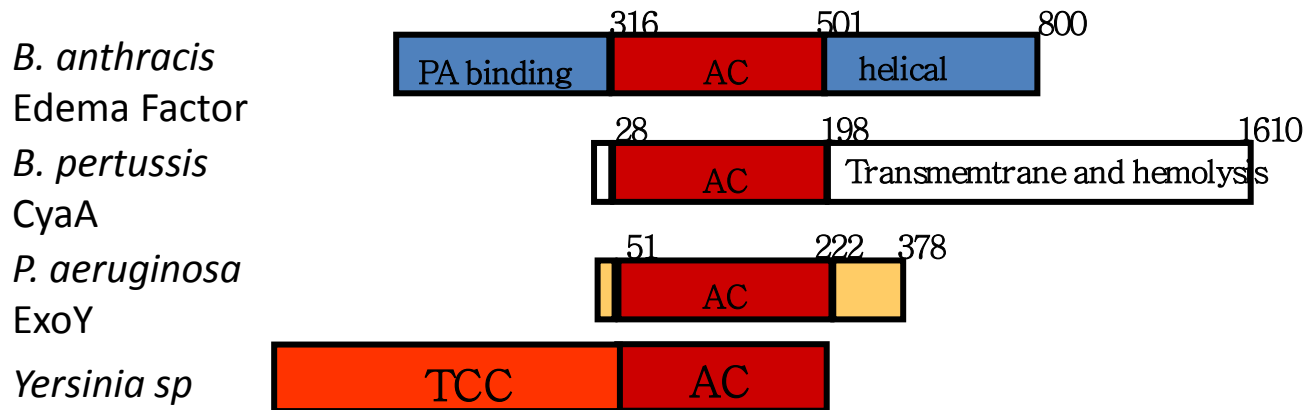 316 501 800
B. anthracis
Edema Factor
PA binding AC helical
28 198 1610
B. pertussis
CyaA
AC Transmemtrane and hemolysis
51 222 378
P. aeruginosa
ExoY
AC
Yersinia sp
TCC AC